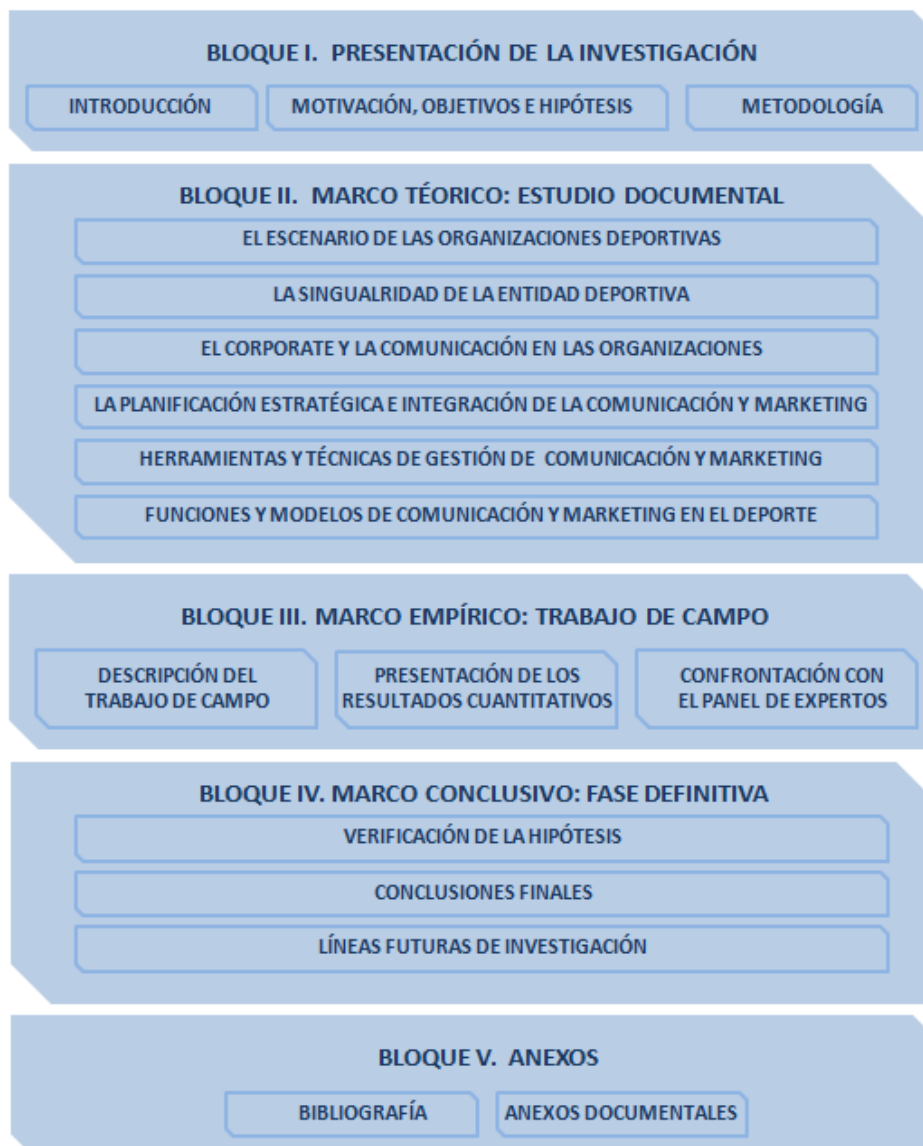 BLOQUE I. PRESENTACIÓN DE LA INVESTIGACIÓN
INTRODUCCIÓN
MOTIVACIÓN, OBJETIVOS E HIPÓTESIS
METODOLOGÍA
BLOQUE II. MARCO TÉORICO: ESTUDIO DOCUMENTAL
EL ESCENARIO DE LAS ORGANIZACIONES DEPORTIVAS
LA SINGUALRIDAD DE LA ENTIDAD DEPORTIVA
EL CORPORATE Y LA COMUNICACIÓN EN LAS ORGANIZACIONES
LA PLANIFICACIÓN ESTRATÉGICA E INTEGRACIÓN DE LA COMUNICACIÓN Y MARKETING
HERRAMIENTAS Y TÉCNICAS DE GESTIÓN DE COMUNICACIÓN Y MARKETING
FUNCIONES Y MODELOS DE COMUNICACIÓN Y MARKETING EN EL DEPORTE
BLOQUE III. MARCO EMPÍRICO: TRABAJO DE CAMPO
DESCRIPCIÓN DEL
TRABAJO DE CAMPO
PRESENTACIÓN DE LOS
RESULTADOS CUANTITATIVOS
CONFRONTACIÓN CON
EL PANEL DE EXPERTOS
BLOQUE IV. MARCO CONCLUSIVO: FASE DEFINITIVA
VERIFICACIÓN DE LA HIPÓTESIS
CONCLUSIONES FINALES
LÍNEAS FUTURAS DE INVESTIGACIÓN
BLOQUE V. ANEXOS
BIBLIOGRAFÍA
ANEXOS DOCUMENTALES